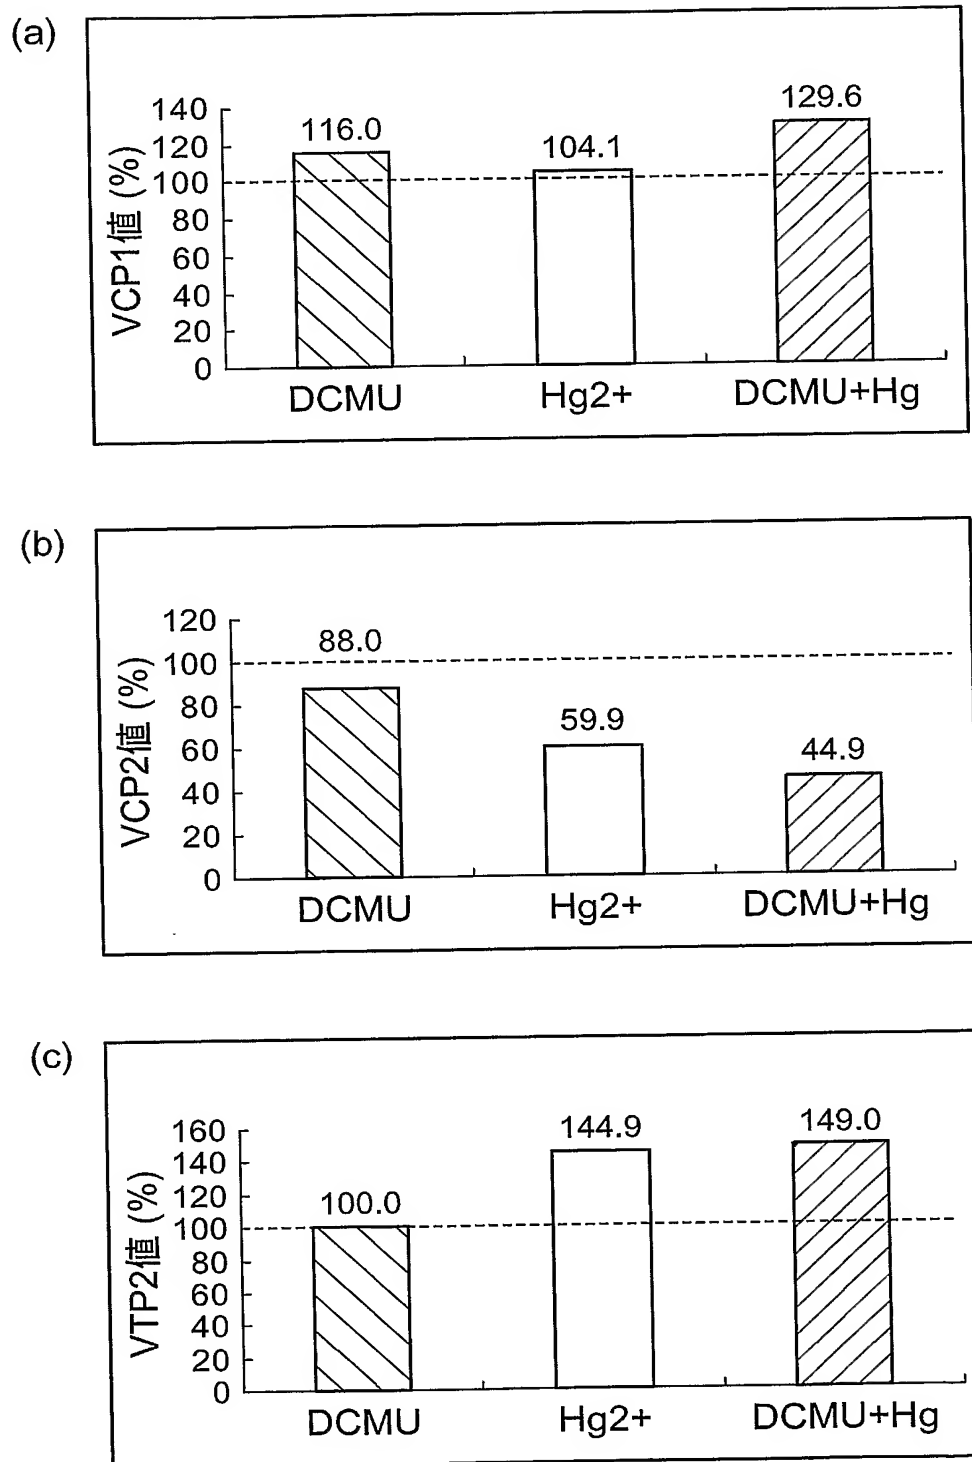 (a)
VCP1値 (%)
140
120
100
80
60
40
20
0
116.0
104.1
129.6
DCMU
Hg2+
DCMU+Hg
(b)
VCP2値 (%)
120
100
80
60
40
20
0
88.0
59.9
44.9
DCMU
Hg2+
DCMU+Hg
(c)
VTP2値 (%)
160
140
120
100
80
60
40
20
0
100.0
144.9
149.0
DCMU
Hg2+
DCMU+Hg